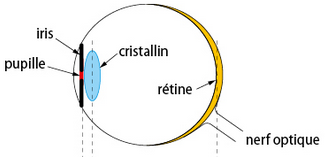 iris
cristallin
pupille
rétine
nerf optique